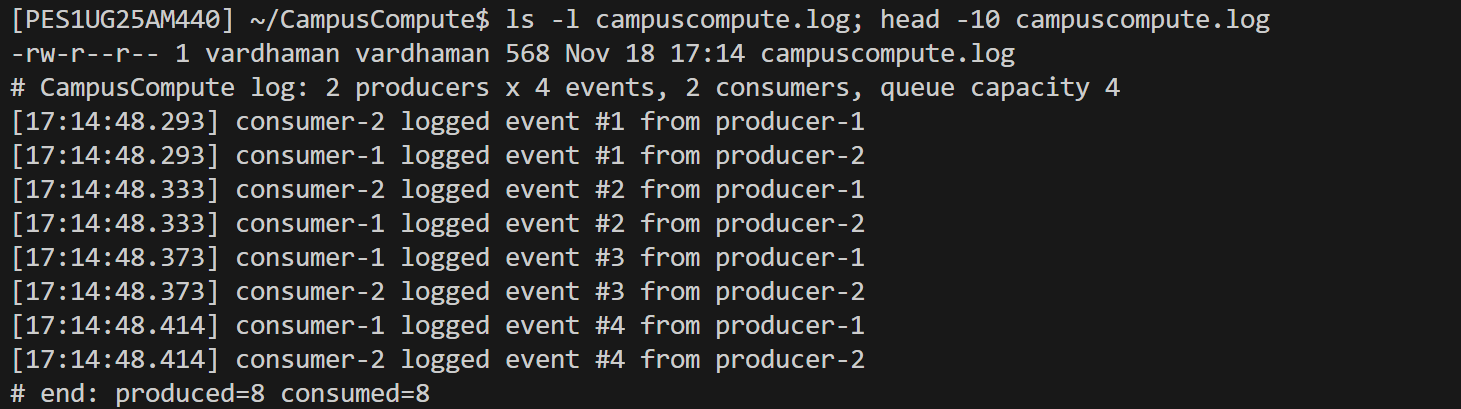 [PES1UG25AM440] ~/CampusCompute$ ls -l campuscompute.log; head -10 campuscompute.log
-rw-r--r-- 1 vardhaman vardhaman 568 Nov 18 17:14 campuscompute.log
# CampusCompute log: 2 producers x 4 events, 2 consumers, queue capacity 4
[17:14:48.293] consumer-2 logged event #1 from producer-1
[17:14:48.293] consumer-1 logged event #1 from producer-2
[17:14:48.333] consumer-2 logged event #2 from producer-1
[17:14:48.333] consumer-1 logged event #2 from producer-2
[17:14:48.373] consumer-1 logged event #3 from producer-1
[17:14:48.373] consumer-2 logged event #3 from producer-2
[17:14:48.414] consumer-1 logged event #4 from producer-1
[17:14:48.414] consumer-2 logged event #4 from producer-2
# end: produced=8 consumed=8